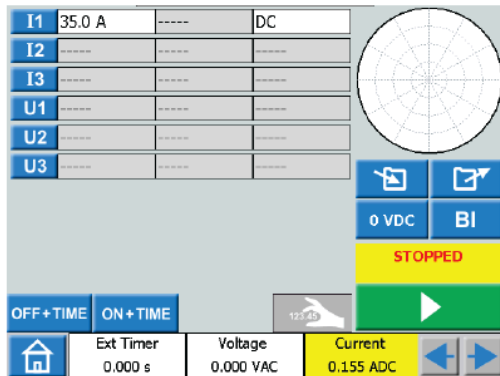 I1 35.0 A ----- DC
I2 ----- ----- -----
I3 ----- ----- -----
U1 ----- ----- -----
U2 ----- ----- -----
U3 ----- ----- -----
0 VDC BI
STOPPED
OFF+TIME ON+TIME 123.45
Ext Timer Voltage Current
0.000 s 0.000 VAC 0.155 ADC